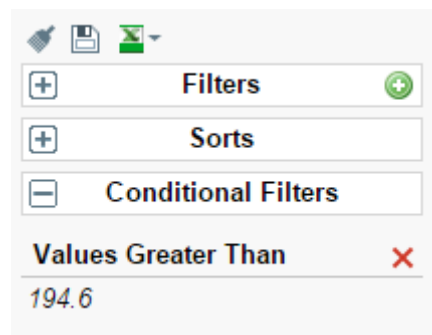 Filters
Sorts
Conditional Filters
Values Greater Than
194.6